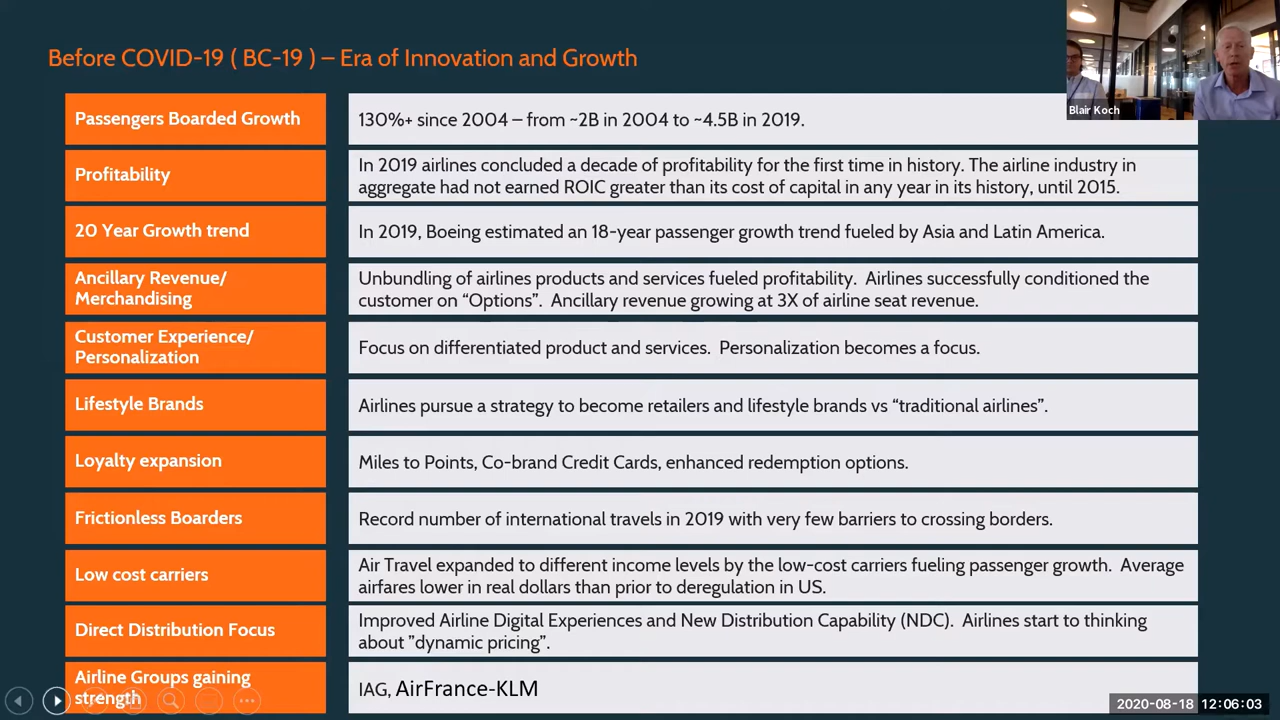 Before COVID-19 ( BC-19 ) – Era of Innovation and Growth
Blair Koch
Passengers Boarded Growth
130%+ since 2004 – from ~2B in 2004 to ~4.5B in 2019.
Profitability
In 2019 airlines concluded a decade of profitability for the first time in history. The airline industry in
aggregate had not earned ROIC greater than its cost of capital in any year in its history, until 2015.
20 Year Growth trend
In 2019, Boeing estimated an 18-year passenger growth trend fueled by Asia and Latin America.
Ancillary Revenue/
Merchandising
Unbundling of airlines products and services fueled profitability. Airlines successfully conditioned the
customer on “Options”. Ancillary revenue growing at 3X of airline seat revenue.
Customer Experience/
Personalization
Focus on differentiated product and services. Personalization becomes a focus.
Lifestyle Brands
Airlines pursue a strategy to become retailers and lifestyle brands vs “traditional airlines”.
Loyalty expansion
Miles to Points, Co-brand Credit Cards, enhanced redemption options.
Frictionless Boarders
Record number of international travels in 2019 with very few barriers to crossing borders.
Low cost carriers
Air Travel expanded to different income levels by the low-cost carriers fueling passenger growth. Average
airfares lower in real dollars than prior to deregulation in US.
Direct Distribution Focus
Improved Airline Digital Experiences and New Distribution Capability (NDC). Airlines start to thinking
about ”dynamic pricing”.
Airline Groups gaining
strength
IAG, AirFrance-KLM
2020-08-18 12:06:03